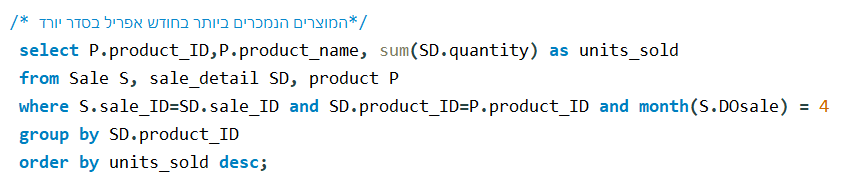 /* המוצרים הנמכרים ביותר בחודש אפריל בסדר יורד*/
select P.product_ID,P.product_name, sum(SD.quantity) as units_sold
from Sale S, sale_detail SD, product P
where S.sale_ID=SD.sale_ID and SD.product_ID=P.product_ID and month(S.DOsale) = 4
group by SD.product_ID
order by units_sold desc;